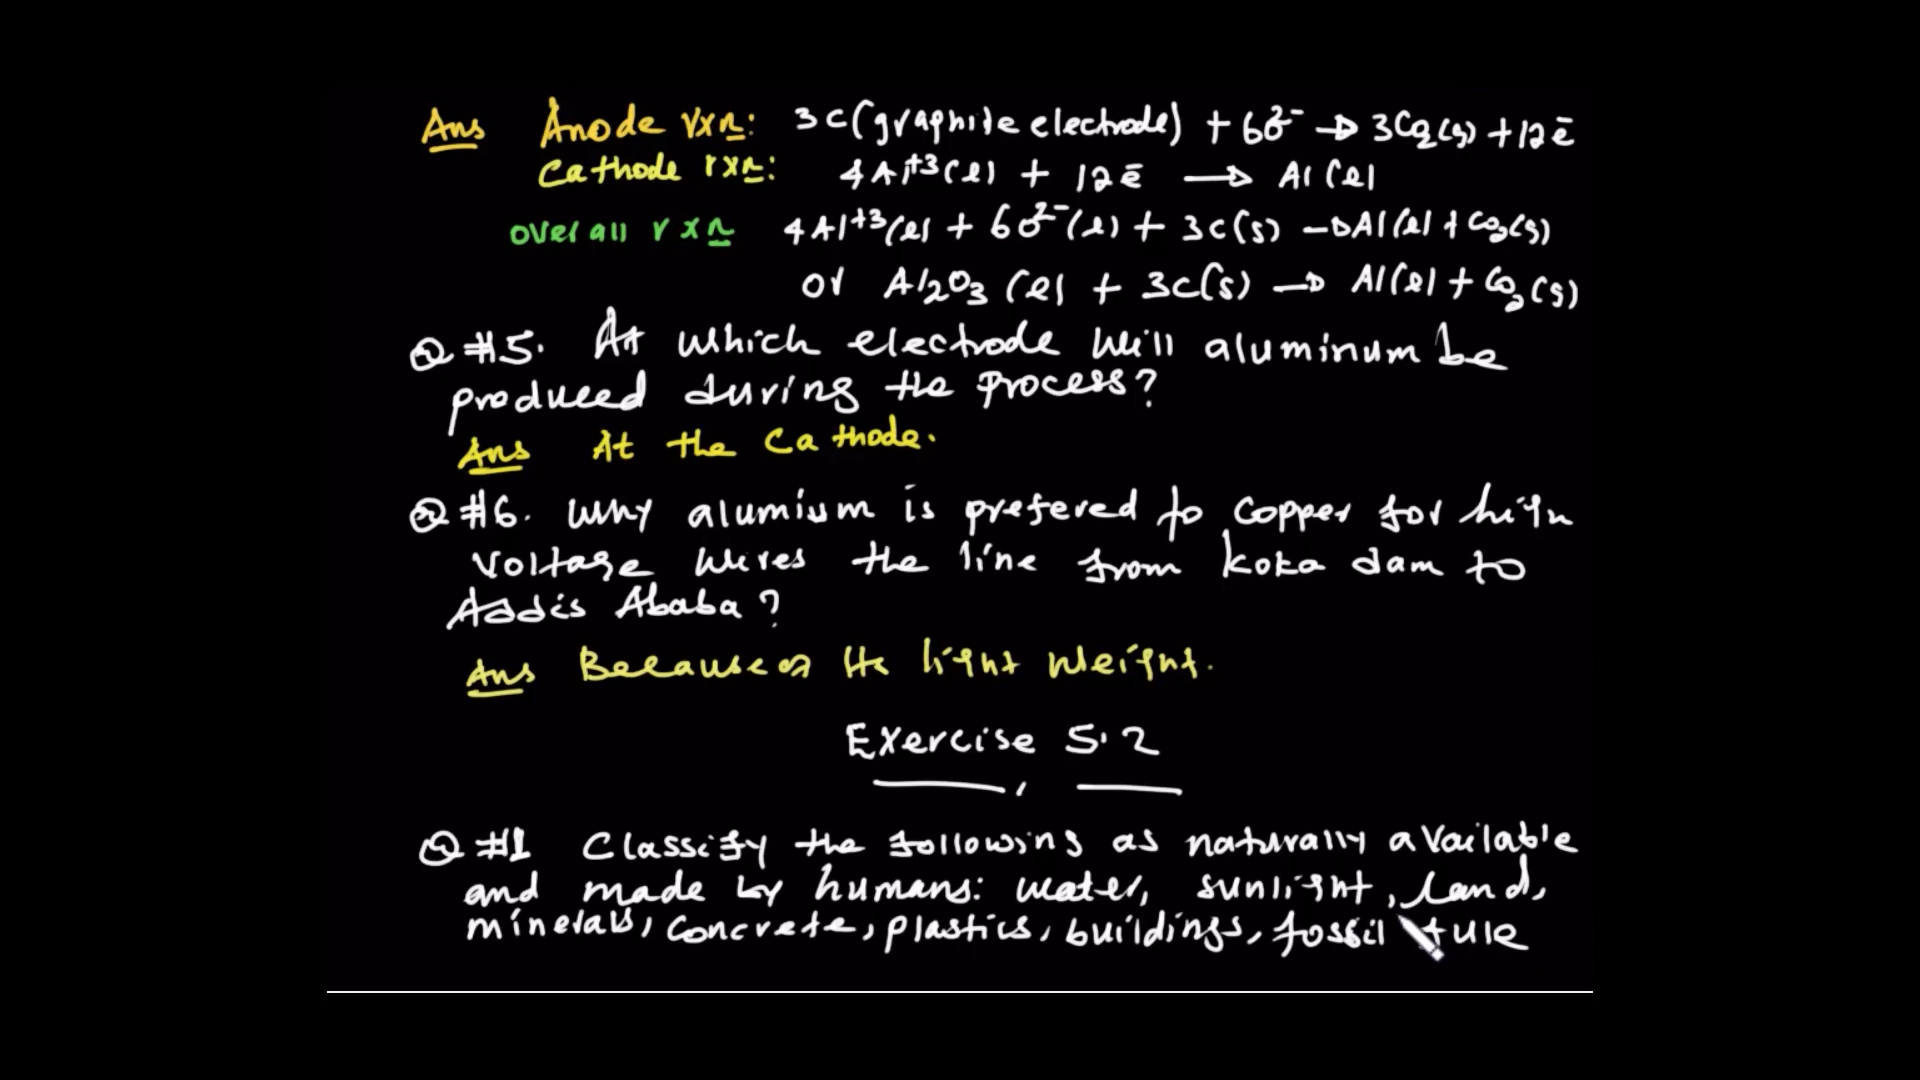 Ans Anode rxn: 3C(graphite electrode) + 6O²⁻ → 3CO₂(g) + 12ē
Cathode rxn: 4Al⁺³(l) + 12ē → Al(l)
overall rxn 4Al⁺³(l) + 6O²⁻(l) + 3C(s) → Al(l) + CO₂(g)
or Al₂O₃(l) + 3C(s) → Al(l) + CO₂(g)
Q #5. At which electrode will aluminum be
produced during the process?
Ans At the Cathode.
Q #6. Why alumium is prefered to Copper for high
voltage wires the line from koka dam to
Addis Ababa?
Ans Because of its light weight.
Exercise 5.2
Q #1 Classify the following as naturally available
and made by humans: water, sunlight, land,
minerals, concrete, plastics, buildings, fossil fule